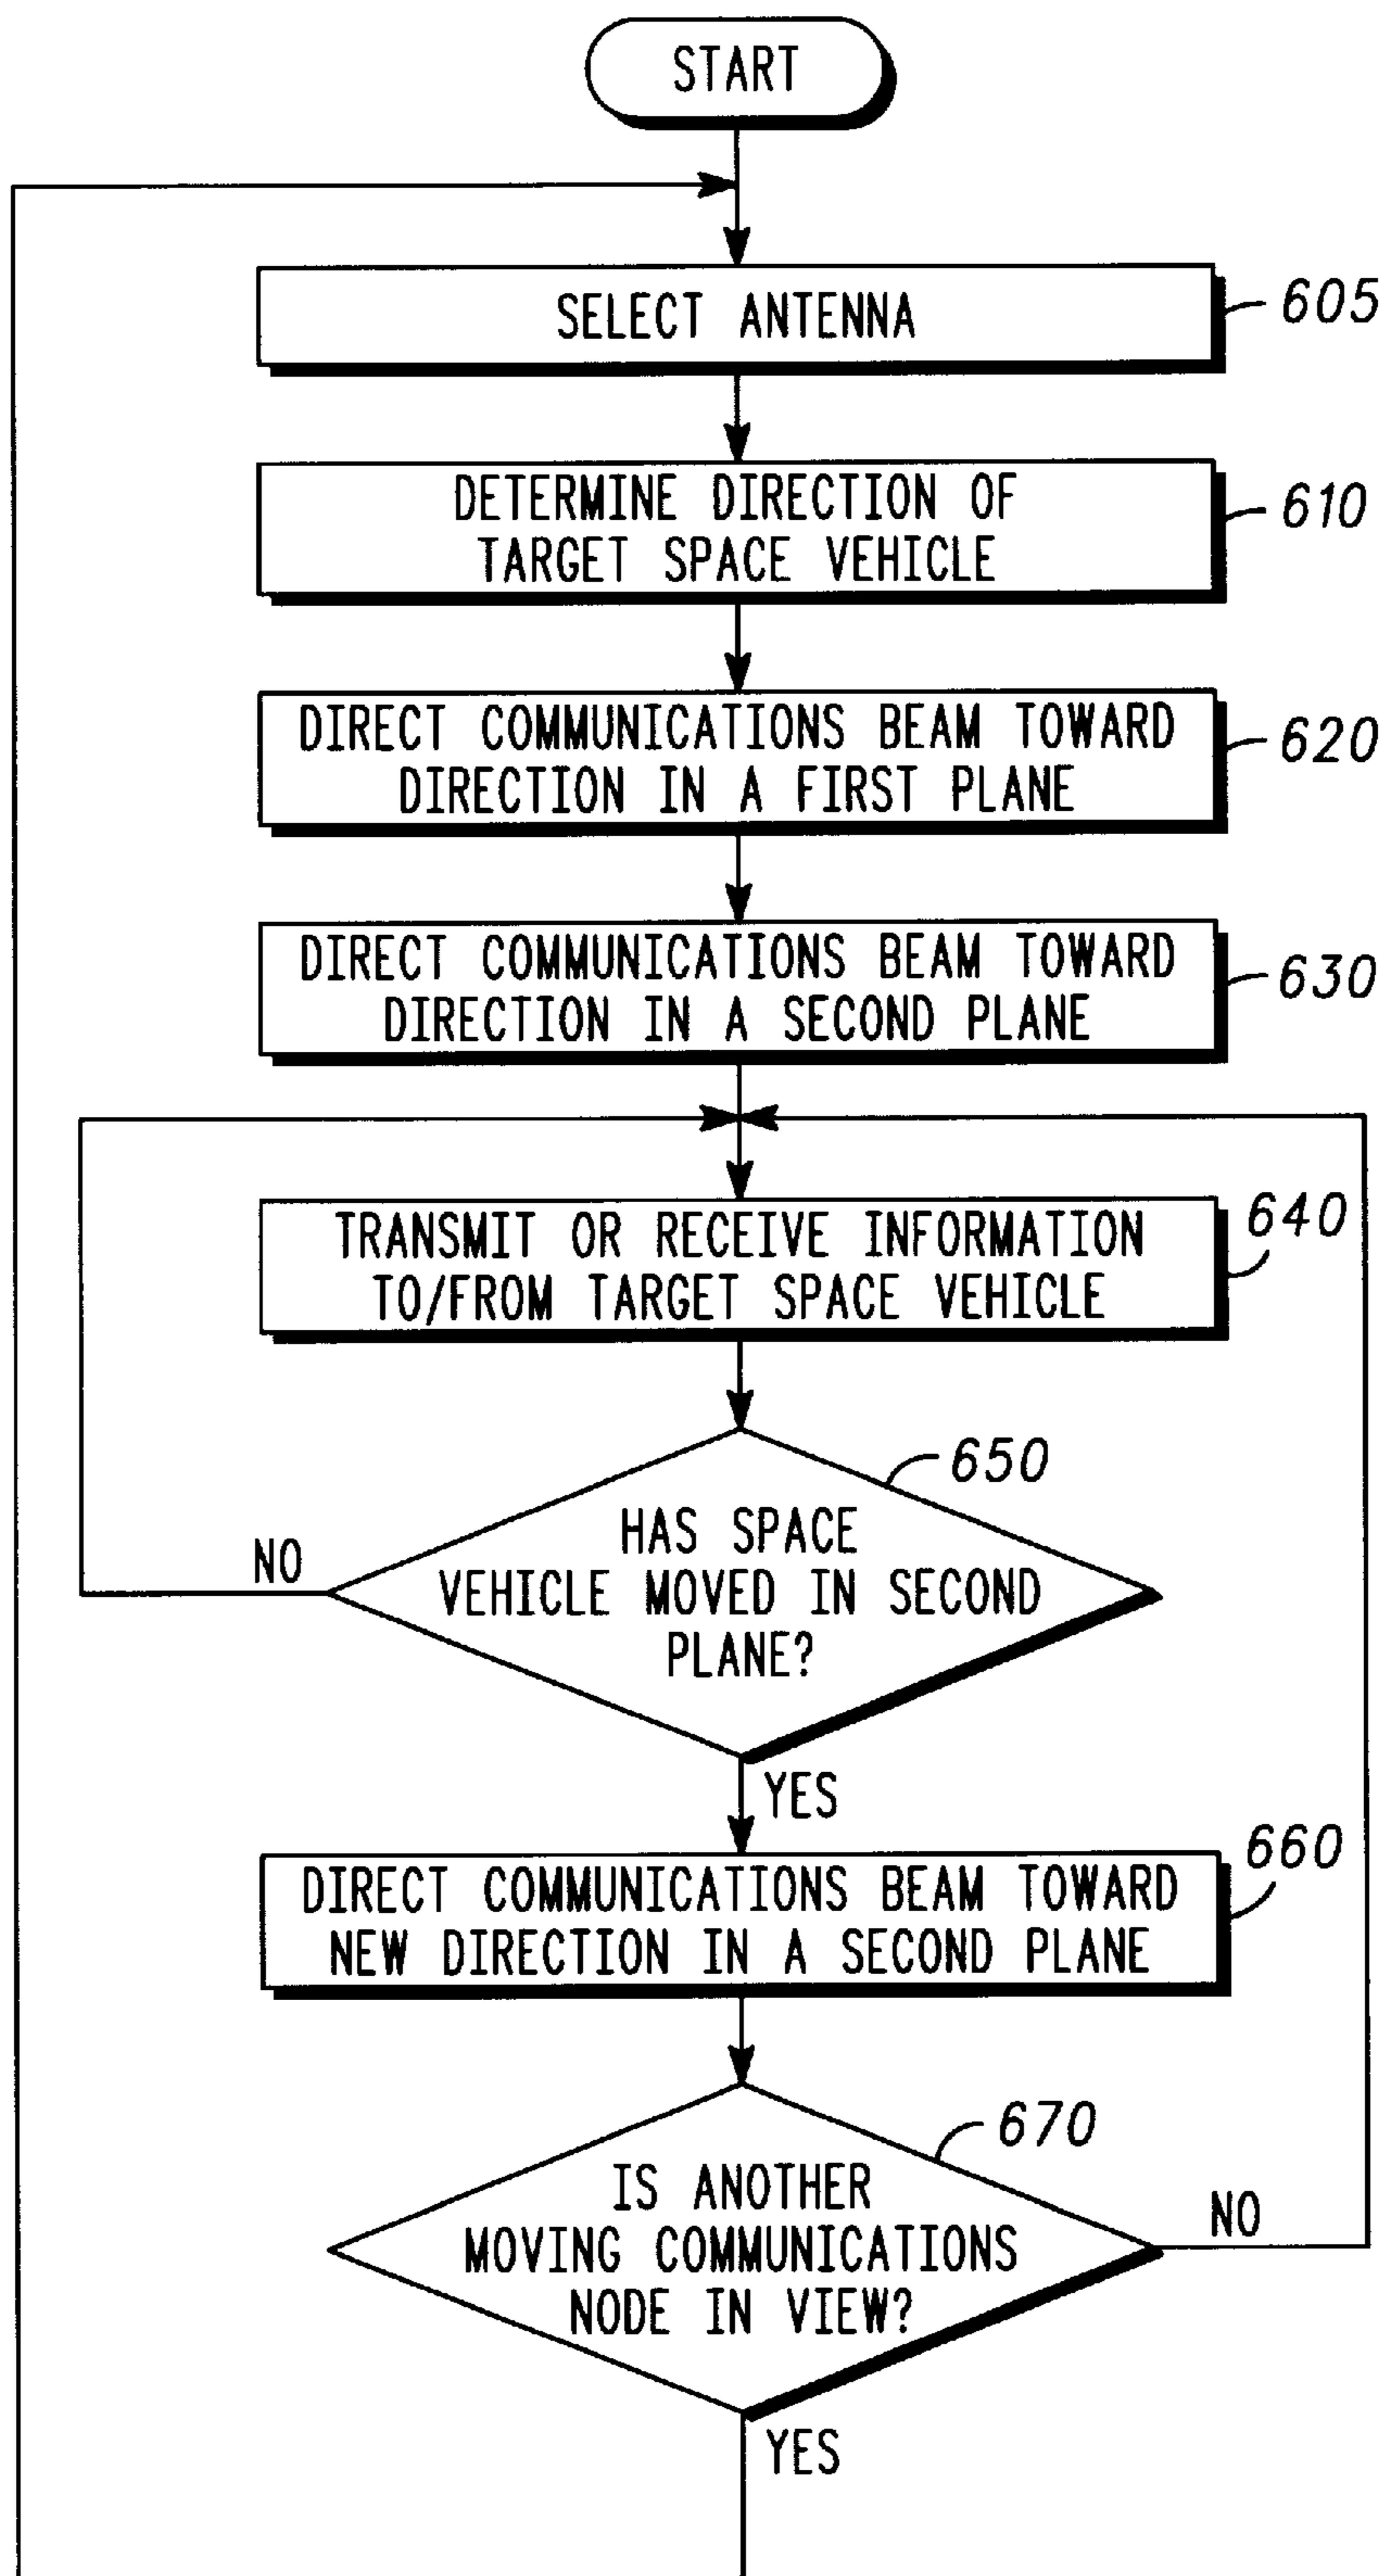 START
SELECT ANTENNA
605
DETERMINE DIRECTION OF
TARGET SPACE VEHICLE
610
DIRECT COMMUNICATIONS BEAM TOWARD
DIRECTION IN A FIRST PLANE
620
DIRECT COMMUNICATIONS BEAM TOWARD
DIRECTION IN A SECOND PLANE
630
TRANSMIT OR RECEIVE INFORMATION
TO/FROM TARGET SPACE VEHICLE
640
650
HAS SPACE
VEHICLE MOVED IN SECOND
PLANE?
NO
YES
DIRECT COMMUNICATIONS BEAM TOWARD
NEW DIRECTION IN A SECOND PLANE
660
670
IS ANOTHER
MOVING COMMUNICATIONS
NODE IN VIEW?
NO
YES